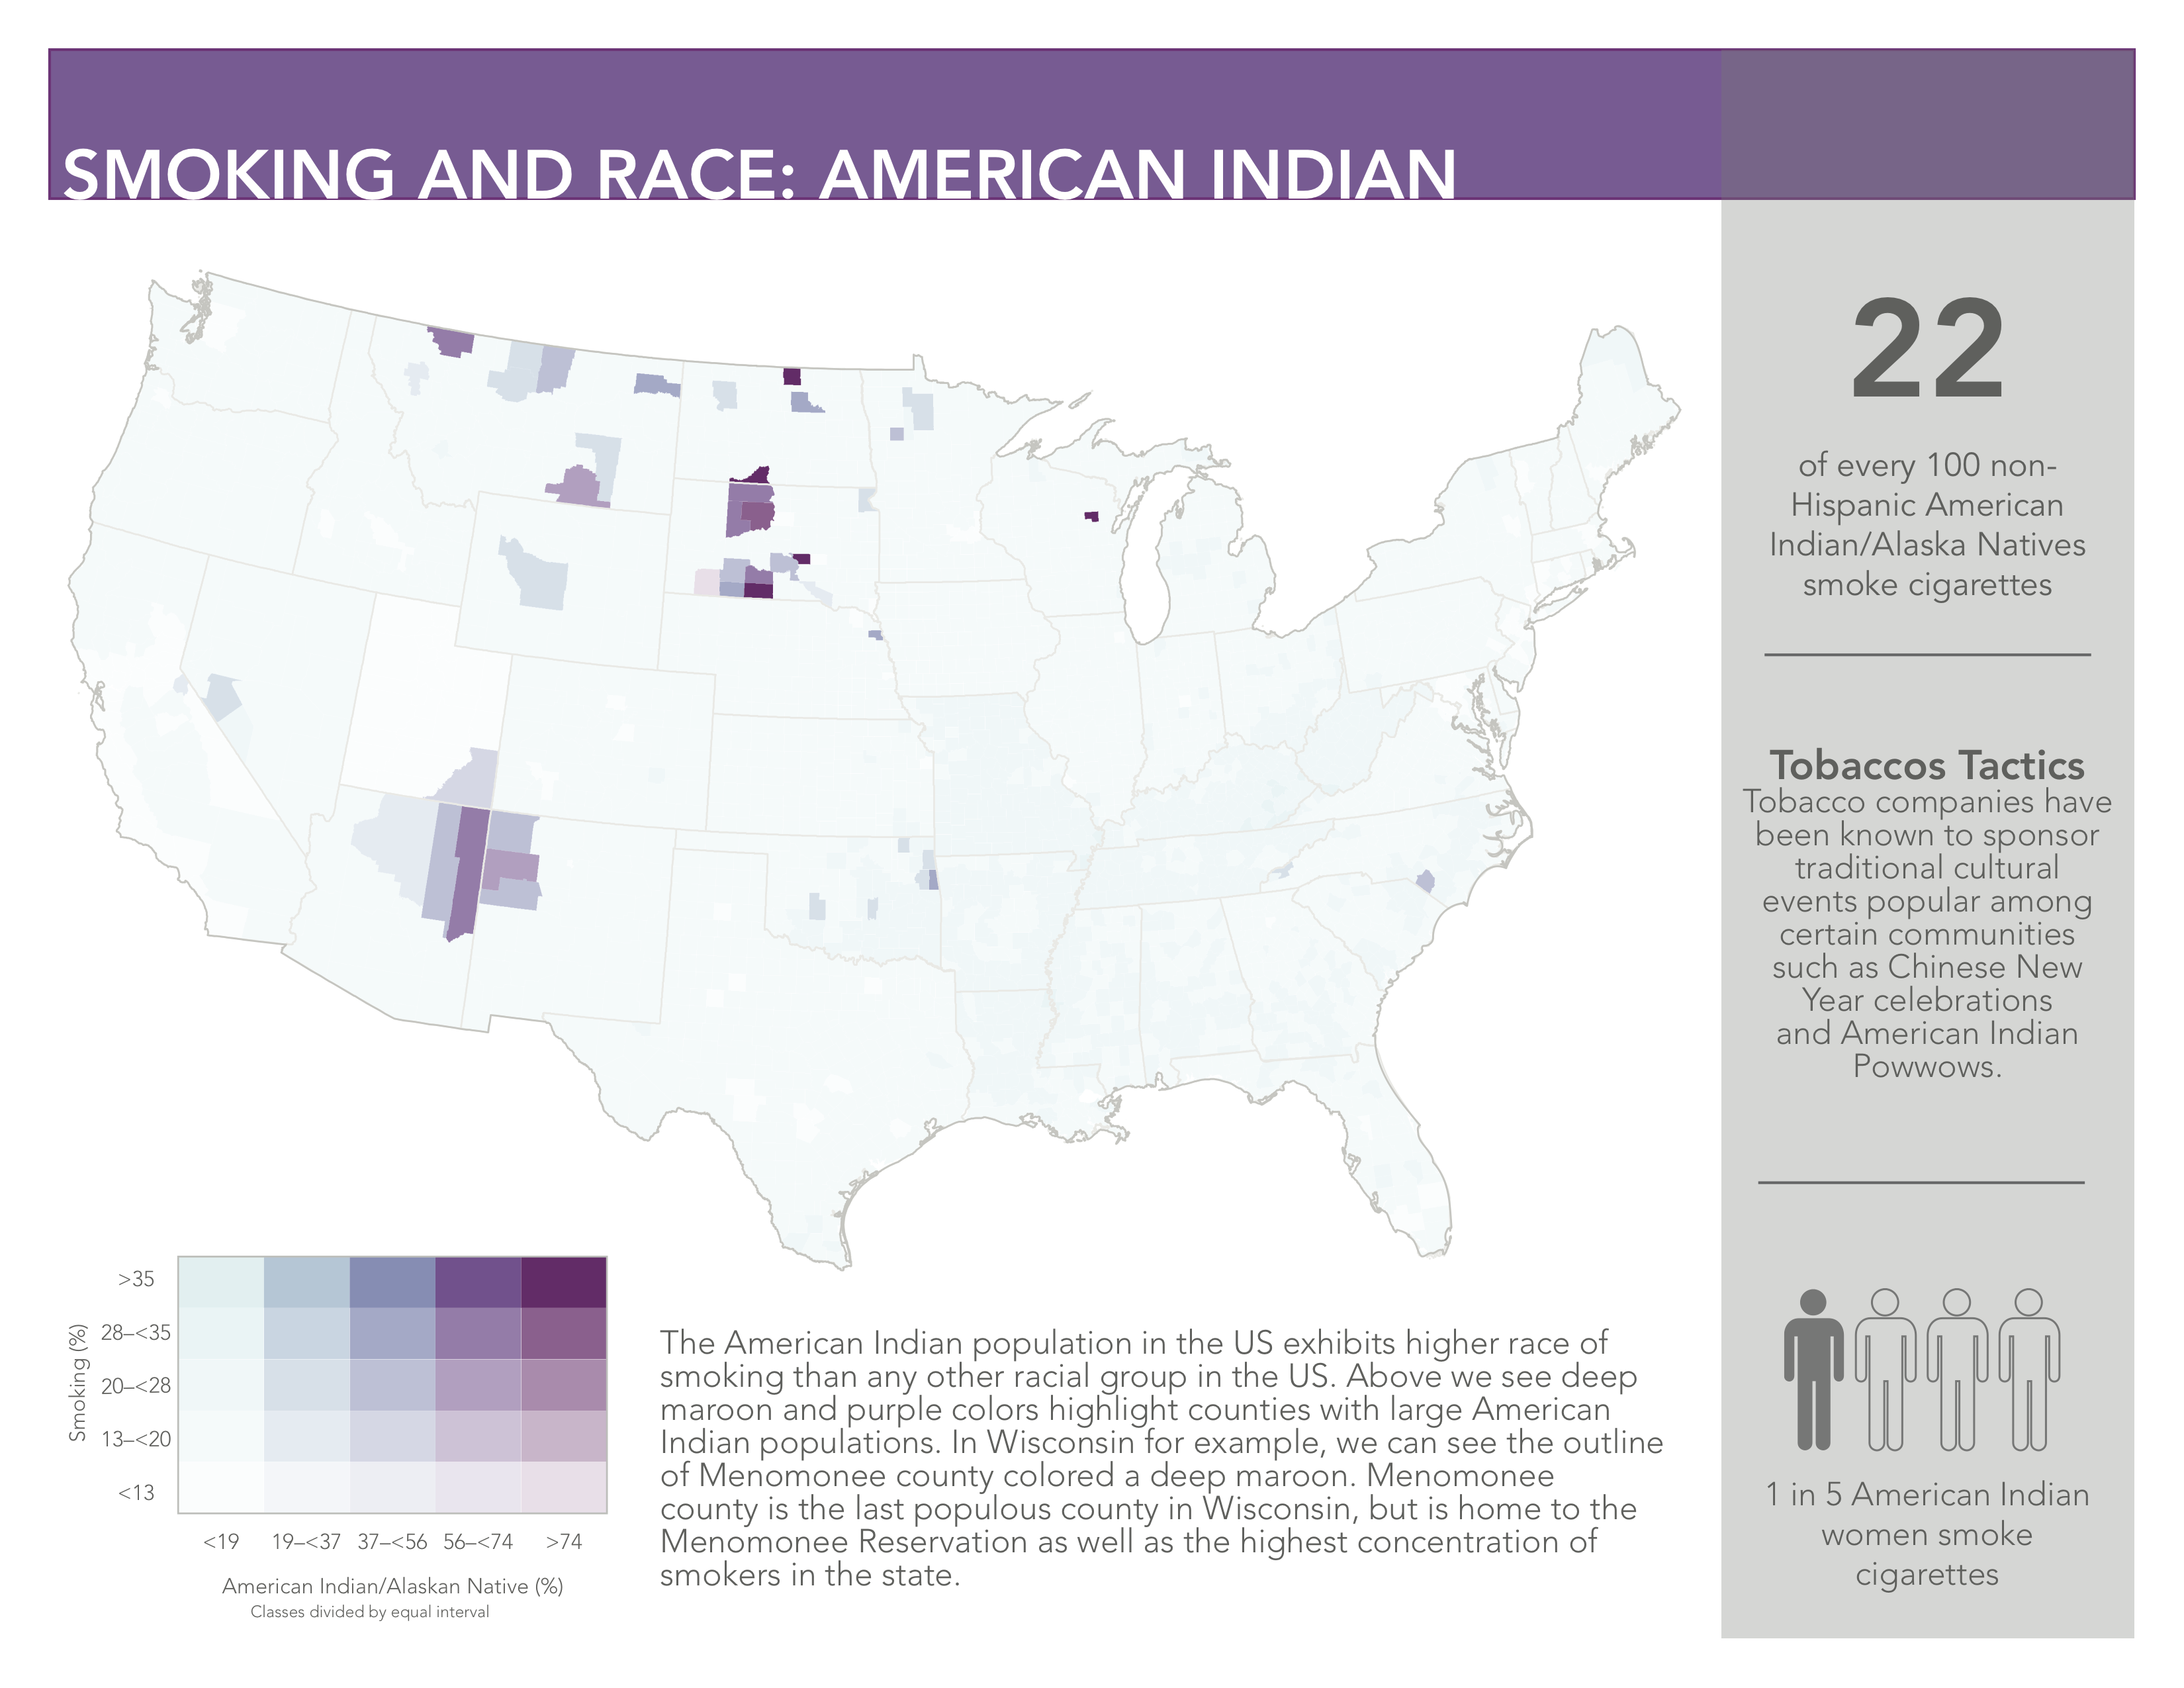 SMOKING AND RACE: AMERICAN INDIAN
22
of every 100 non-
Hispanic American
Indian/Alaska Natives
smoke cigarettes
Tobaccos Tactics
Tobacco companies have
been known to sponsor
traditional cultural
events popular among
certain communities
such as Chinese New
Year celebrations
and American Indian
Powwows.
1 in 5 American Indian
women smoke
cigarettes
Smoking (%)
>35
28–<35
20–<28
13–<20
<13
<19 19–<37 37–<56 56–<74 >74
American Indian/Alaskan Native (%)
Classes divided by equal interval
The American Indian population in the US exhibits higher race of
smoking than any other racial group in the US. Above we see deep
maroon and purple colors highlight counties with large American
Indian populations. In Wisconsin for example, we can see the outline
of Menomonee county colored a deep maroon. Menomonee
county is the last populous county in Wisconsin, but is home to the
Menomonee Reservation as well as the highest concentration of
smokers in the state.